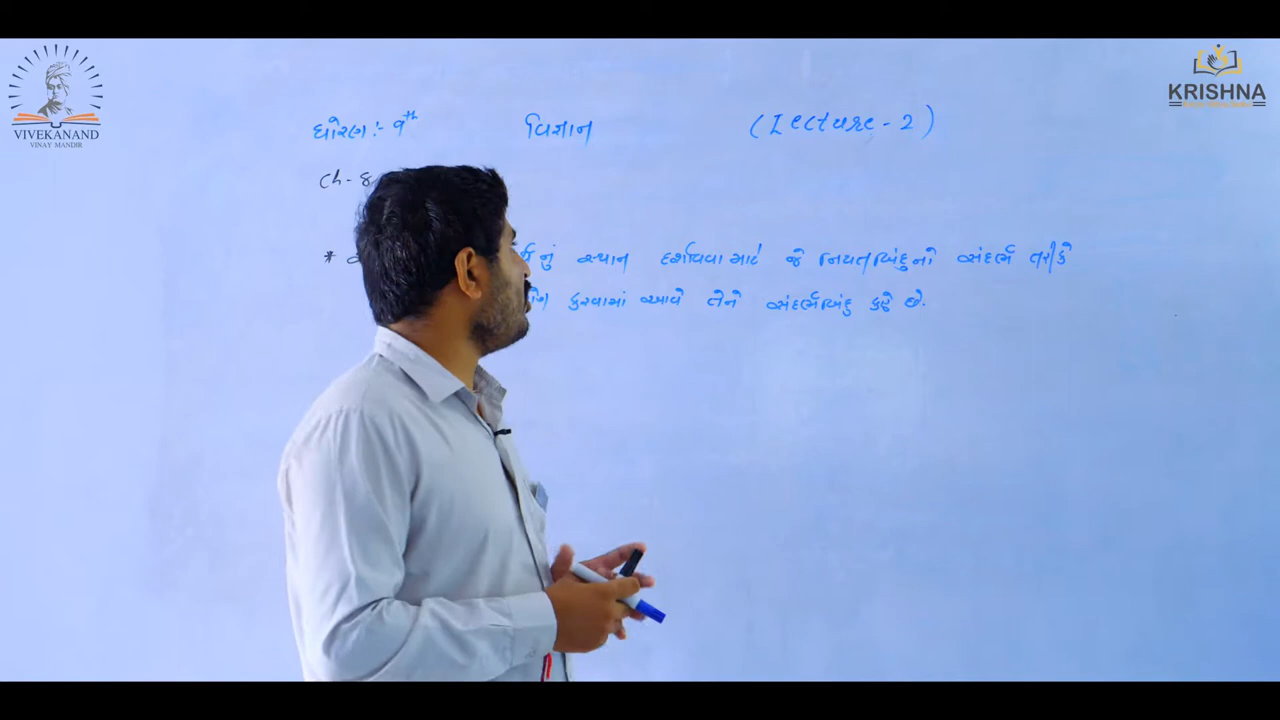 VIVEKANAND
VINAY MANDIR
KRISHNA
ધોરણ :- 9th વિજ્ઞાન (Lecture - 2)
Ch - 8
* નું સ્થાન દર્શાવવા માટે જે નિયતબિંદુનો સંદર્ભ તરીકે
કરવામાં આવે તેને સંદર્ભબિંદુ કહે છે.